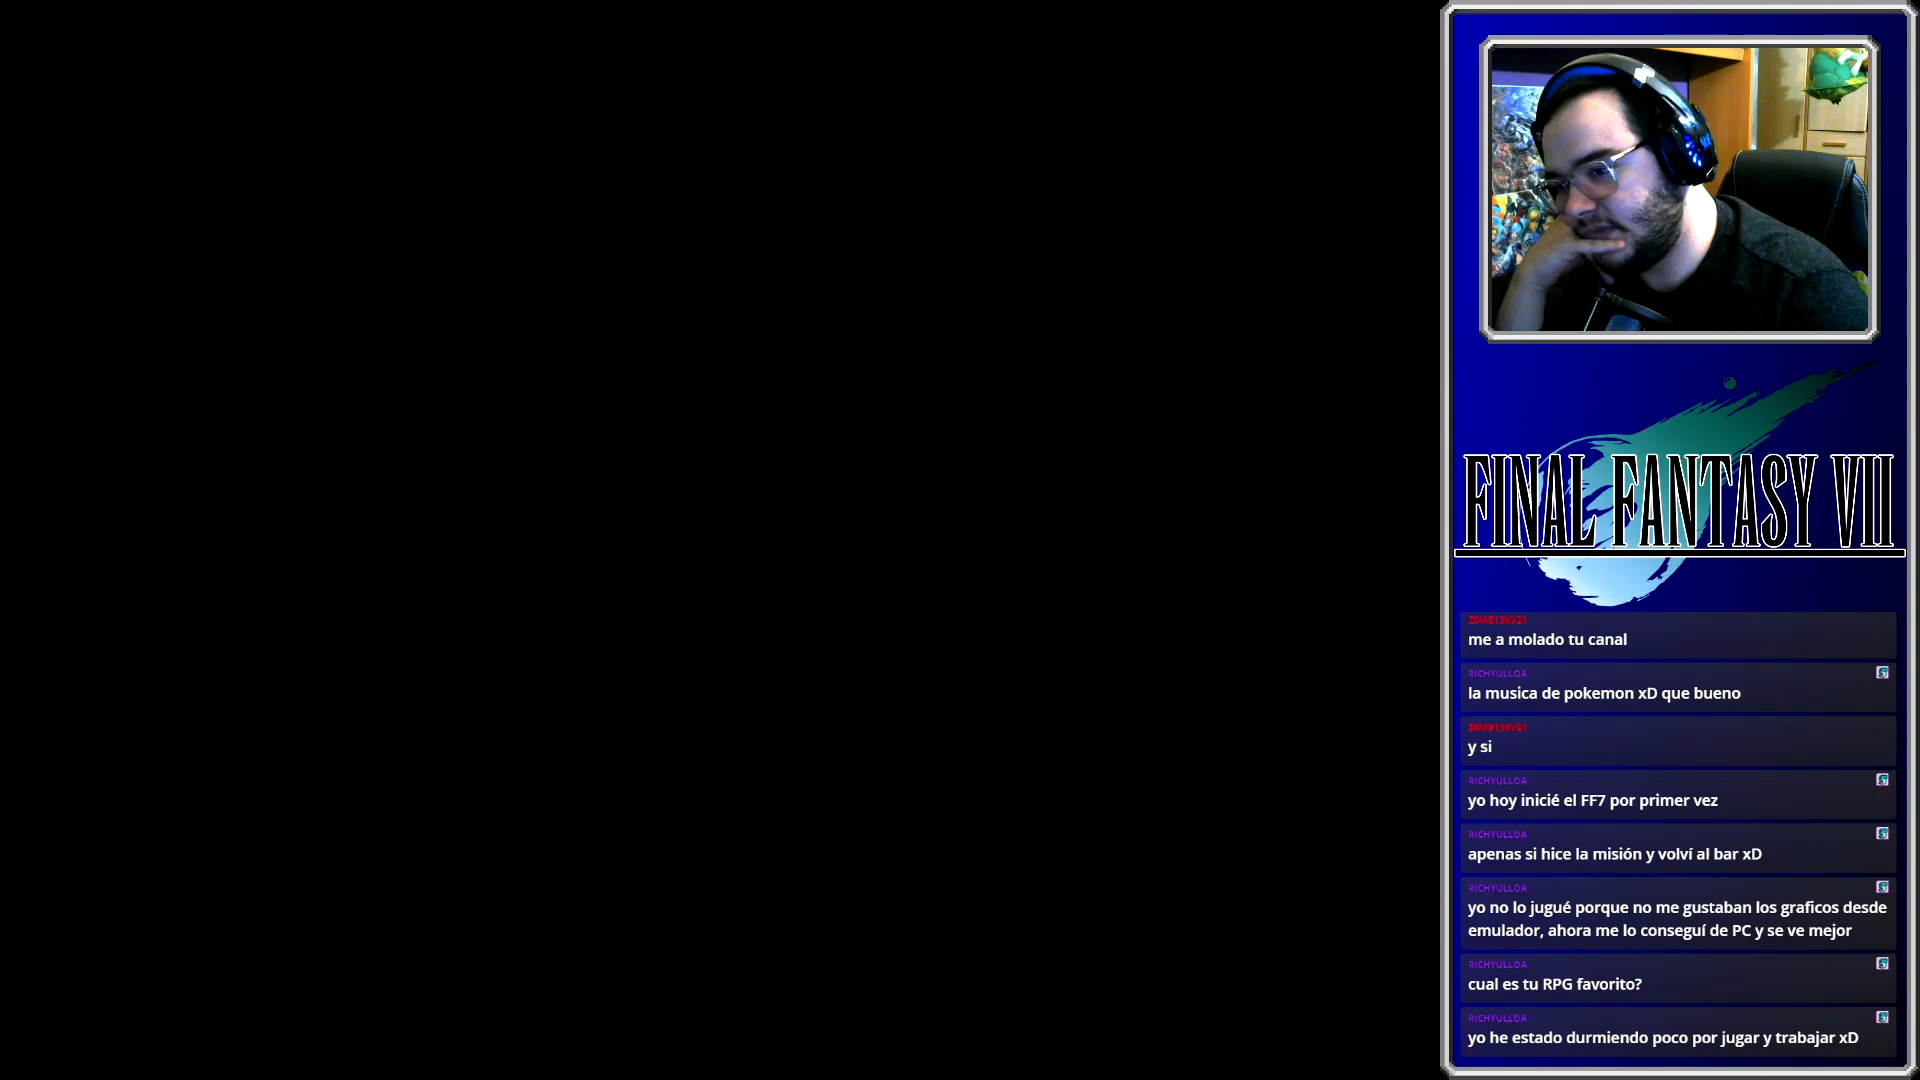 FINAL FANTASY VII
Z0MB13KV21
me a molado tu canal
RICHYULLOA
la musica de pokemon xD que bueno
Z0MB13KV21
y si
RICHYULLOA
yo hoy inicié el FF7 por primer vez
RICHYULLOA
apenas si hice la misión y volví al bar xD
RICHYULLOA
yo no lo jugué porque no me gustaban los graficos desde
emulador, ahora me lo conseguí de PC y se ve mejor
RICHYULLOA
cual es tu RPG favorito?
RICHYULLOA
yo he estado durmiendo poco por jugar y trabajar xD